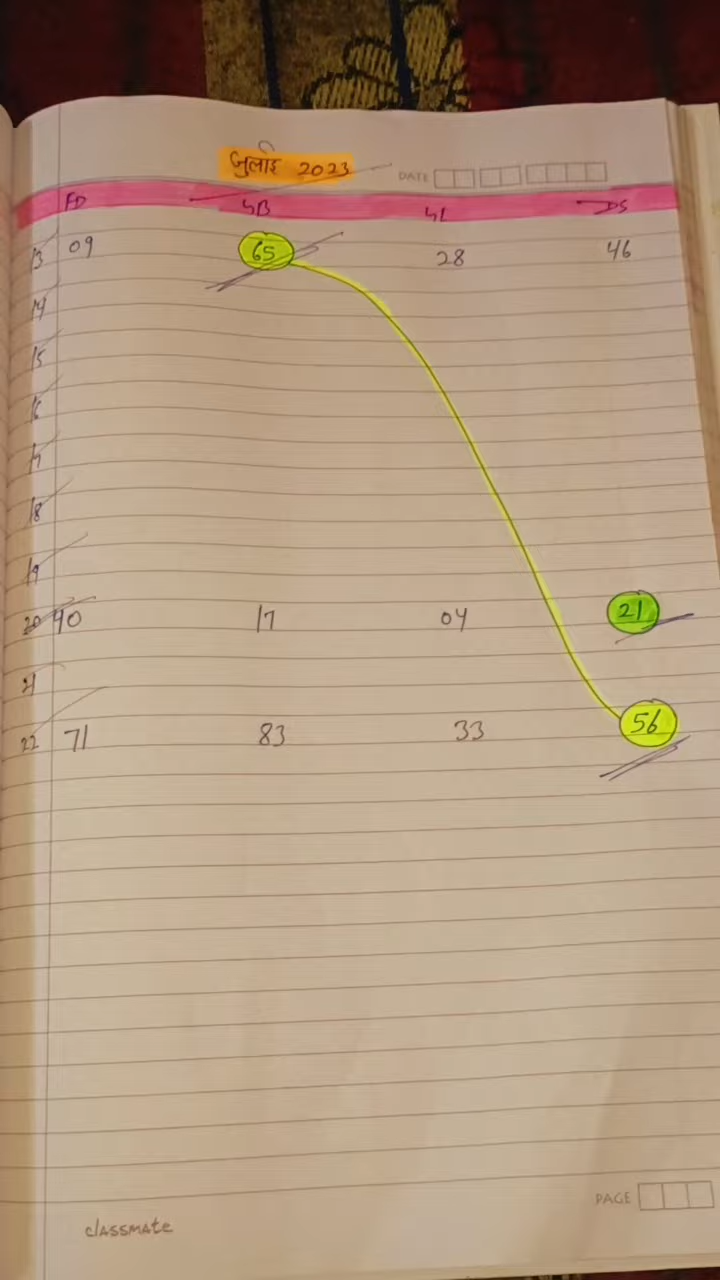 जुलाई 2023
DATE
FD GB GL DS
13 09 65 28 46
14
15
16
17
18
19
20 40 17 04 21
21
22 71 83 33 56
PAGE
classmate